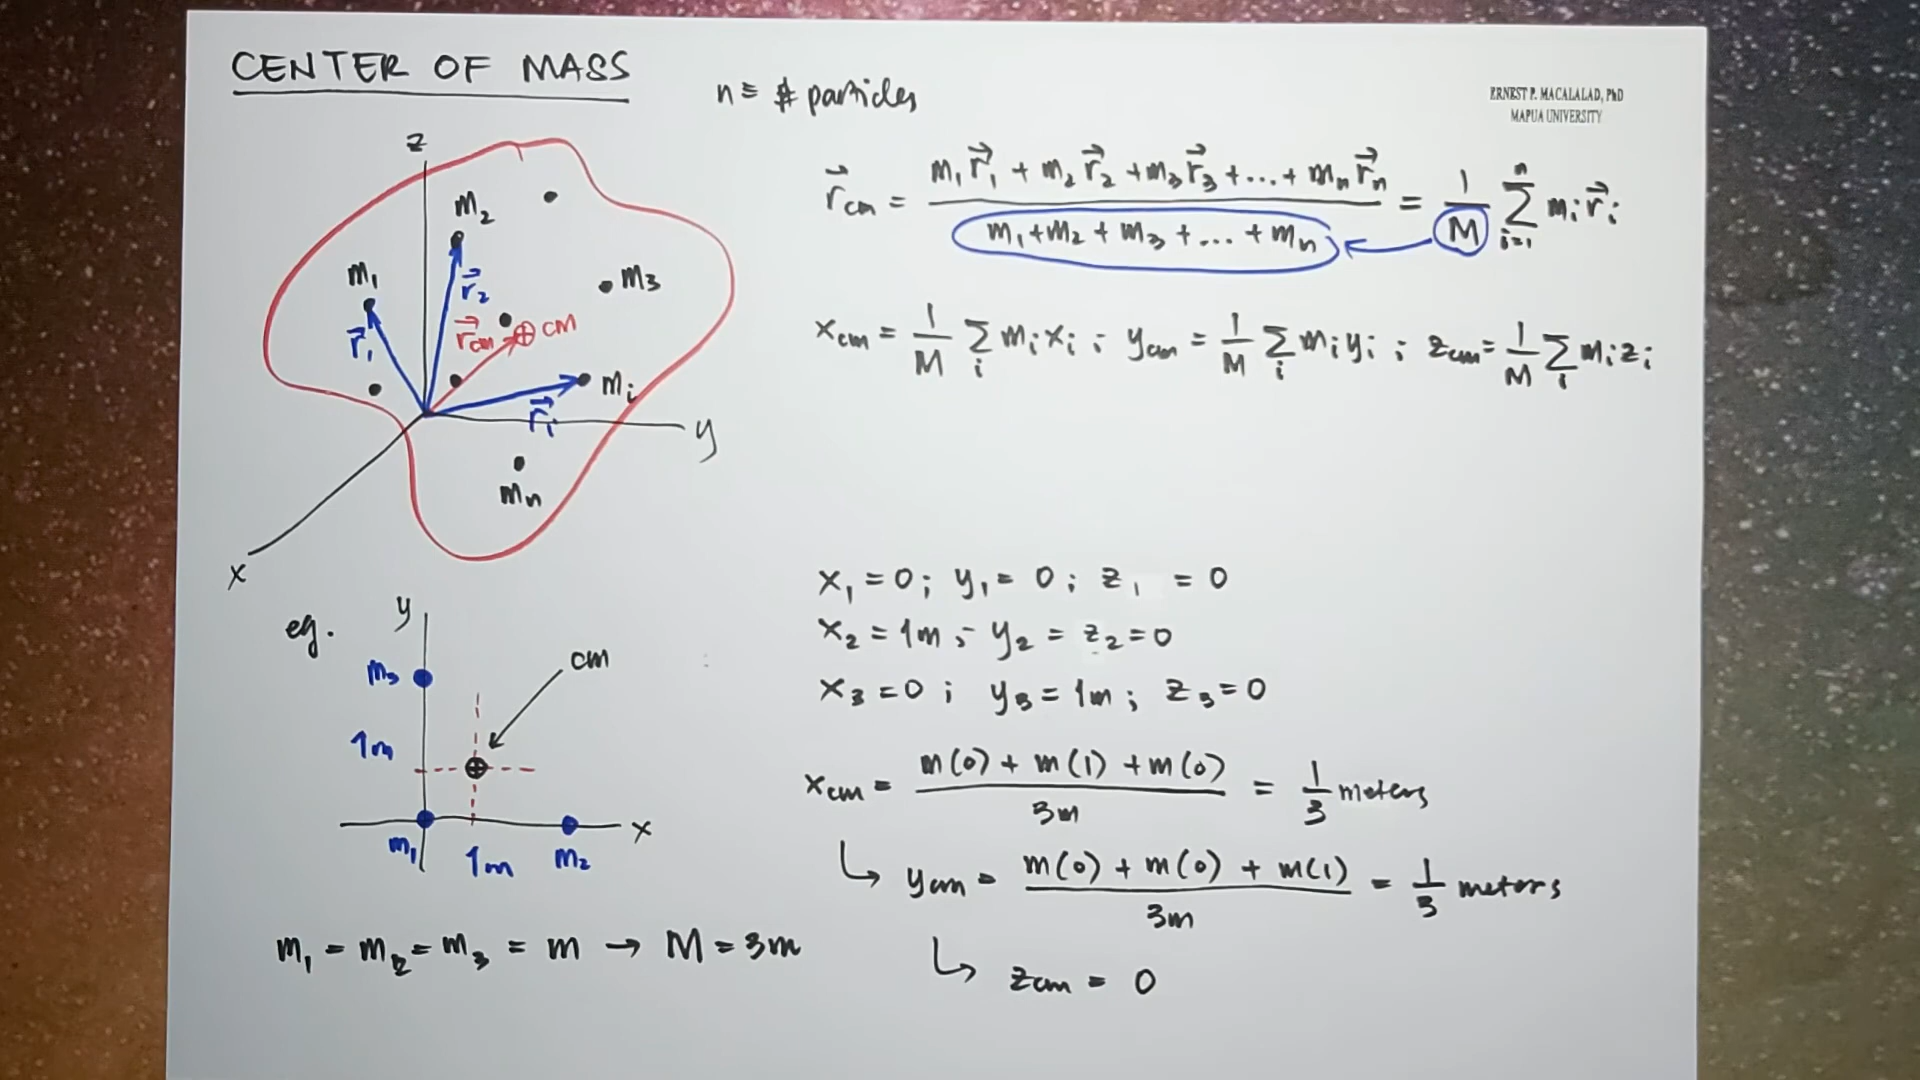 CENTER OF MASS
n ≡ # particles
ERNEST P. MACALALAD, PhD
MAPUA UNIVERSITY
z
m₂
m₁
m₃
r⃗₂
r⃗₁
r⃗cm
cm
mᵢ
r⃗ᵢ
y
mₙ
x
r⃗cm = (m₁r⃗₁ + m₂r⃗₂ + m₃r⃗₃ + ... + mₙr⃗ₙ) / (m₁ + m₂ + m₃ + ... + mₙ) = 1/M Σᵢ₌₁ⁿ mᵢr⃗ᵢ
xcm = 1/M Σᵢ mᵢxᵢ ; ycm = 1/M Σᵢ mᵢyᵢ ; zcm = 1/M Σᵢ mᵢzᵢ
eg.
y
m₃
cm
1m
x
m₁
1m
m₂
m₁ = m₂ = m₃ = m → M = 3m
x₁ = 0 ; y₁ = 0 ; z₁ = 0
x₂ = 1m ; y₂ = z₂ = 0
x₃ = 0 ; y₃ = 1m ; z₃ = 0
xcm = (m(0) + m(1) + m(0)) / 3m = 1/3 meters
↳ ycm = (m(0) + m(0) + m(1)) / 3m = 1/3 meters
↳ zcm = 0